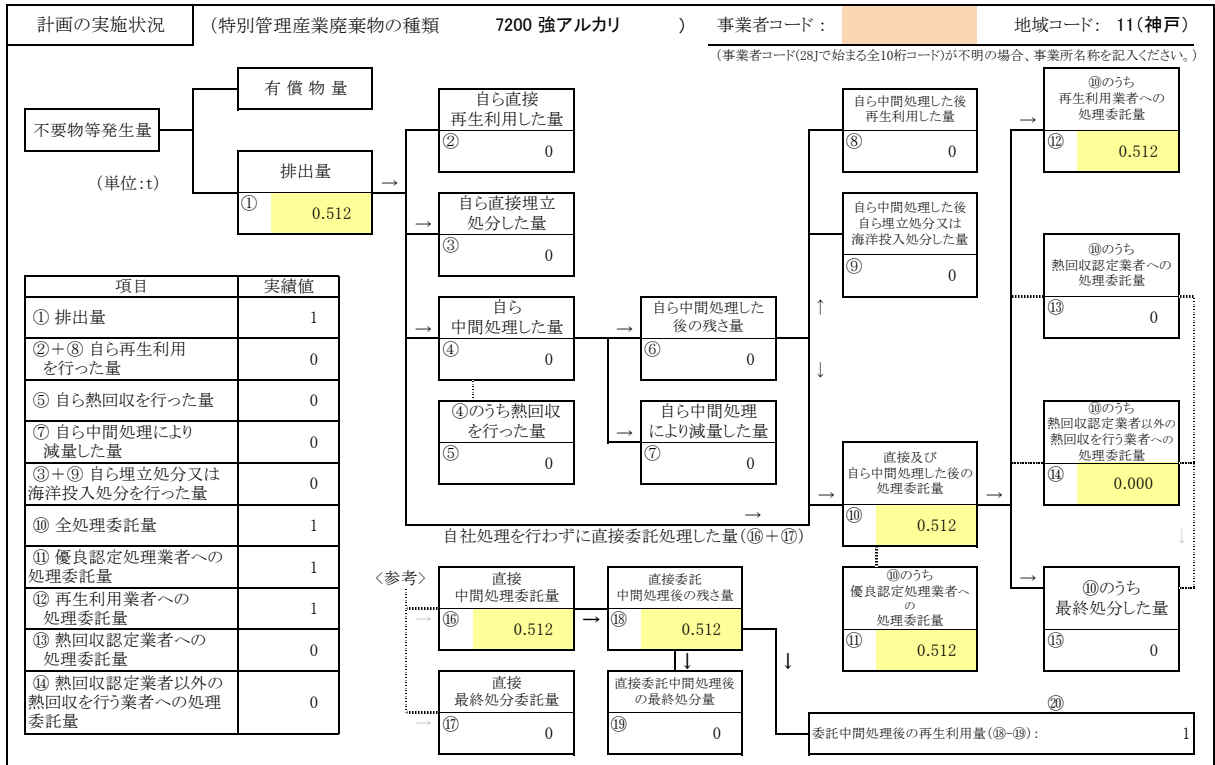 計画の実施状況 (特別管理産業廃棄物の種類 7200 強アルカリ ) 事業者コード： 地域コード： 11(神戸)
(事業者コード(28Jで始まる全10桁コード)が不明の場合、事業所名称を記入ください。)
不要物等発生量
(単位:t)
有 償 物 量
排出量
→
① 0.512
自ら直接
再生利用した量
② 0
→
自ら直接埋立
処分した量
③ 0
→
自ら
中間処理した量
④ 0
④のうち熱回収
を行った量
⑤ 0
→
自ら中間処理した
後の残さ量
⑥ 0
→
自ら中間処理
により減量した量
⑦ 0
自ら中間処理した後
再生利用した量
⑧ 0
自ら中間処理した後
自ら埋立処分又は
海洋投入処分した量
⑨ 0
↑
↓
→
直接及び
自ら中間処理した後の
処理委託量
⑩ 0.512
→
⑩のうち
優良認定処理業者へ
の
処理委託量
⑪ 0.512
→
⑩のうち
再生利用業者への
処理委託量
⑫ 0.512
⑩のうち
熱回収認定業者への
処理委託量
⑬ 0
⑩のうち
熱回収認定業者以外の
熱回収を行う業者への
処理委託量
⑭ 0.000
↓
→
⑩のうち
最終処分した量
⑮ 0
→
自社処理を行わずに直接委託処理した量(⑯＋⑰)
<参考>
→
直接
中間処理委託量
⑯ 0.512
→
直接委託
中間処理後の残さ量
⑱ 0.512
↓
↓
→
直接
最終処分委託量
⑰ 0
直接委託中間処理後
の最終処分量
⑲ 0
⑳
委託中間処理後の再生利用量(⑱-⑲)： 1
項目 実績値
① 排出量 1
②＋⑧ 自ら再生利用
を行った量 0
⑤ 自ら熱回収を行った量 0
⑦ 自ら中間処理により
減量した量 0
③＋⑨ 自ら埋立処分又は
海洋投入処分を行った量 0
⑩ 全処理委託量 1
⑪ 優良認定処理業者への
処理委託量 1
⑫ 再生利用業者への
処理委託量 1
⑬ 熱回収認定業者への
処理委託量 0
⑭ 熱回収認定業者以外の
熱回収を行う業者への処理
委託量 0